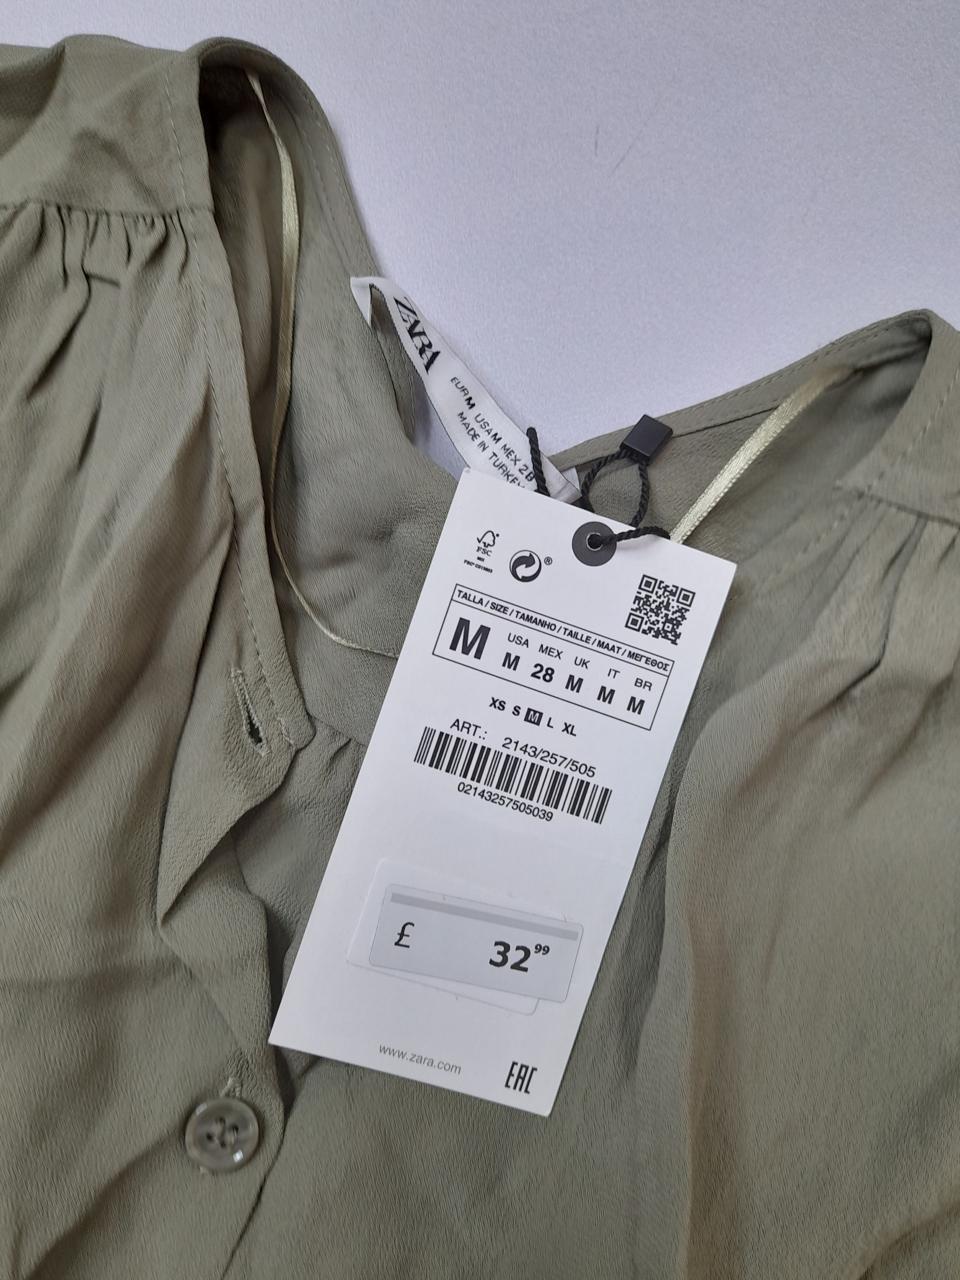 ZARA
EUR M USA M MEX 28
MADE IN TURKEY
FSC
MIX
®
TALLA / SIZE / TAMANHO / TAILLE / MAAT / ΜΕΓΕΘΟΣ
M
USA MEX UK IT BR
M 28 M M M
XS S M L XL
ART.: 2143/257/505
02143257505039
£ 32⁹⁹
www.zara.com
EAC